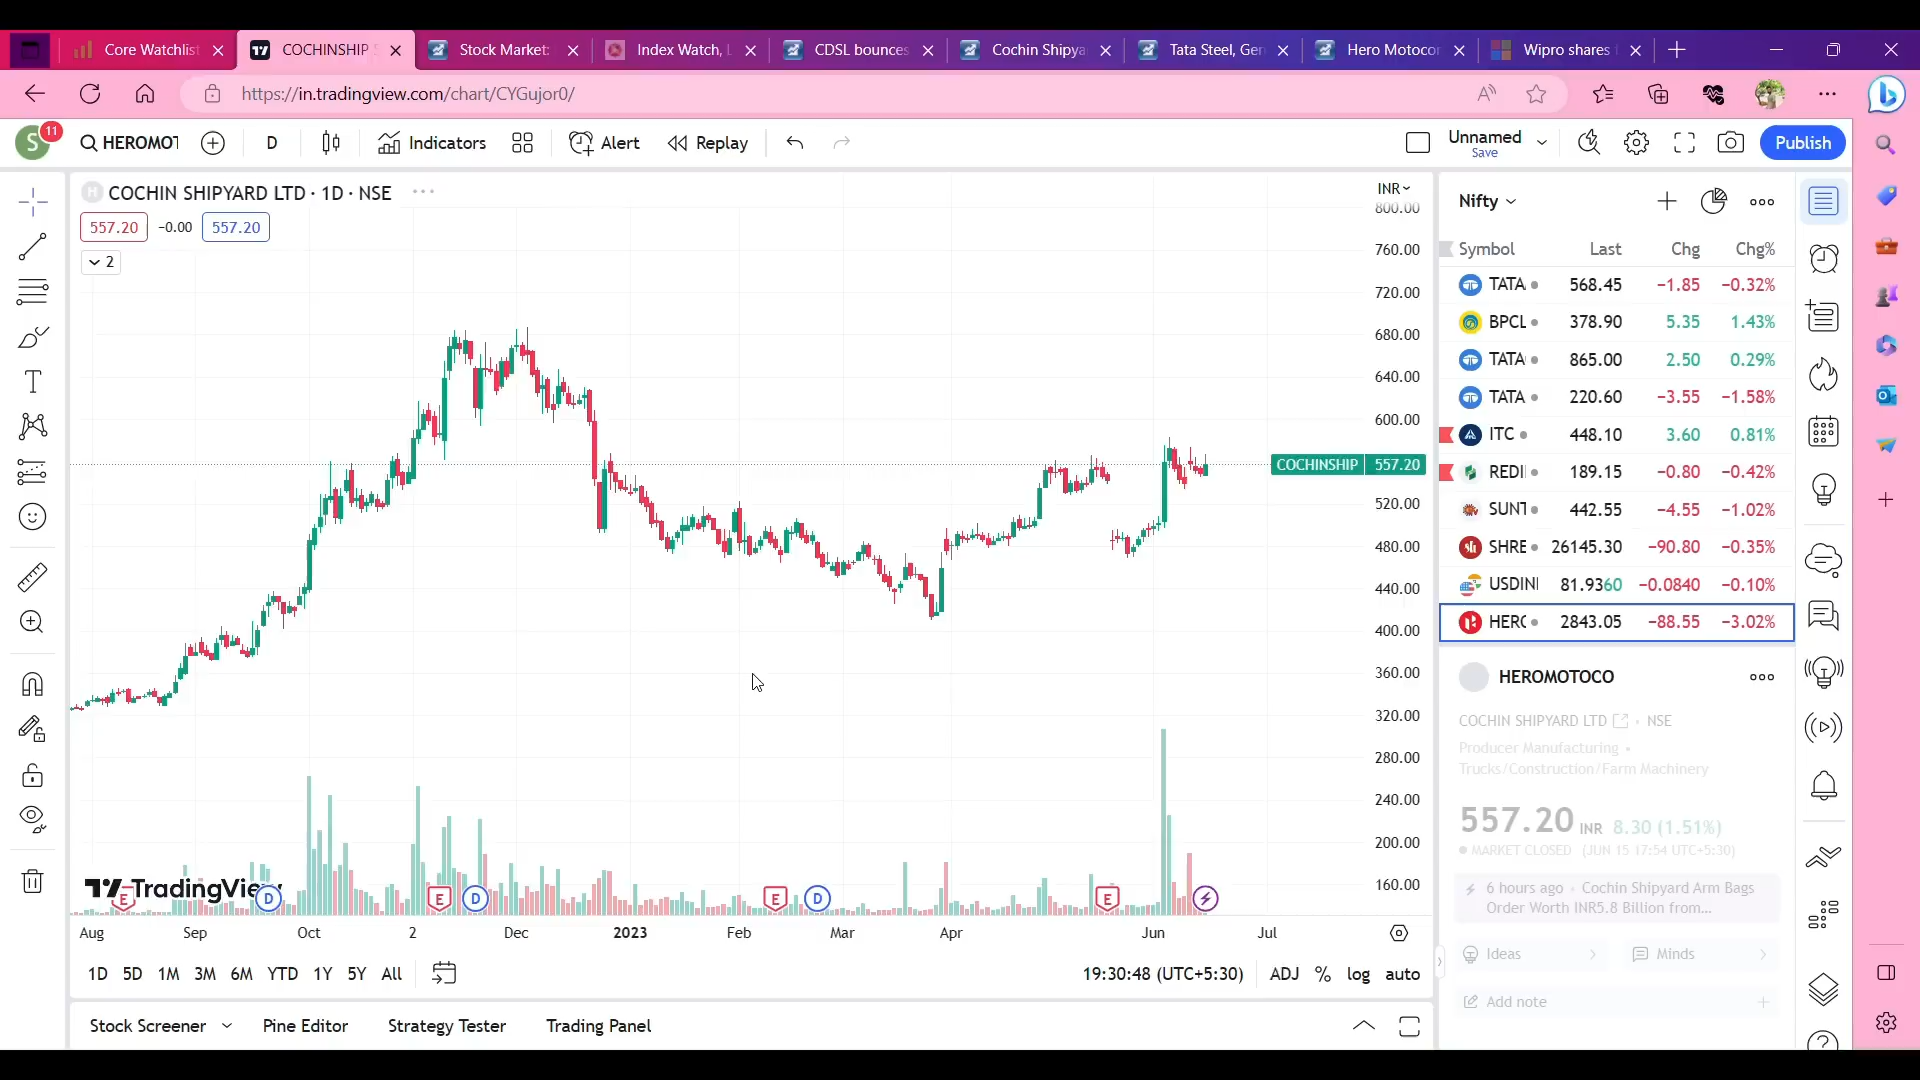 Core Watchlist
COCHINSHIP
Stock Market:
Index Watch,
CDSL bounces
Cochin Shipya
Tata Steel, Ger
Hero Motocor
Wipro shares
https://in.tradingview.com/chart/CYGujor0/
S
11
HEROMOT
D
Indicators
Alert
Replay
Unnamed
Save
Publish
COCHIN SHIPYARD LTD · 1D · NSE
557.20
−0.00
557.20
2
INR
800.00
760.00
720.00
680.00
640.00
600.00
COCHINSHIP 557.20
520.00
480.00
440.00
400.00
360.00
320.00
280.00
240.00
200.00
160.00
TradingView
E D E D E D E
Aug Sep Oct 2 Dec 2023 Feb Mar Apr Jun Jul
1D 5D 1M 3M 6M YTD 1Y 5Y All
19:30:48 (UTC+5:30) ADJ % log auto
Stock Screener Pine Editor Strategy Tester Trading Panel
Nifty
Symbol Last Chg Chg%
TATA 568.45 −1.85 −0.32%
BPCL 378.90 5.35 1.43%
TATA 865.00 2.50 0.29%
TATA 220.60 −3.55 −1.58%
ITC 448.10 3.60 0.81%
REDI 189.15 −0.80 −0.42%
SUNT 442.55 −4.55 −1.02%
SHRE 26145.30 −90.80 −0.35%
USDIN 81.9360 −0.0840 −0.10%
HERO 2843.05 −88.55 −3.02%
HEROMOTOCO
COCHIN SHIPYARD LTD · NSE
Producer Manufacturing •
Trucks/Construction/Farm Machinery
557.20 INR 8.30 (1.51%)
MARKET CLOSED (JUN 15 17:54 UTC+5:30)
6 hours ago · Cochin Shipyard Arm Bags
Order Worth INR5.8 Billion from...
Ideas
Minds
Add note